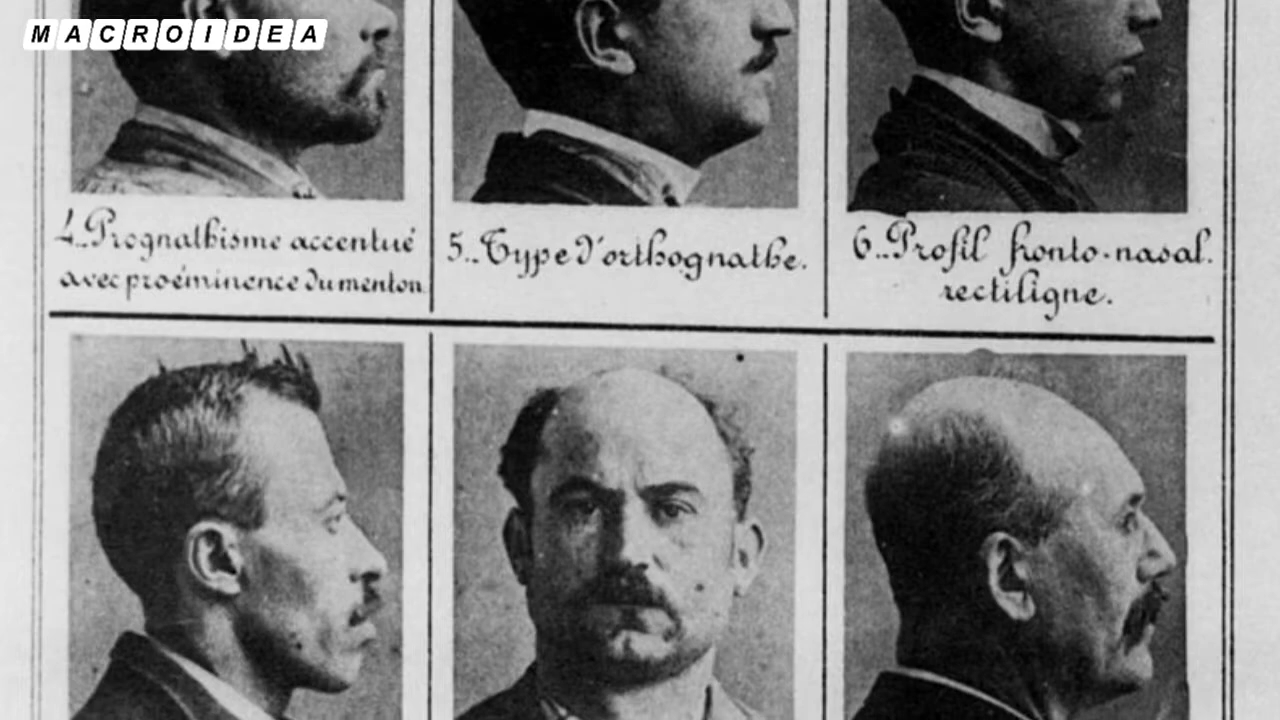 MACROIDEA
4..Prognathisme accentué
avec proéminence du menton
5..Type d'orthognathe.
6..Profil fronto-nasal.
rectiligne.